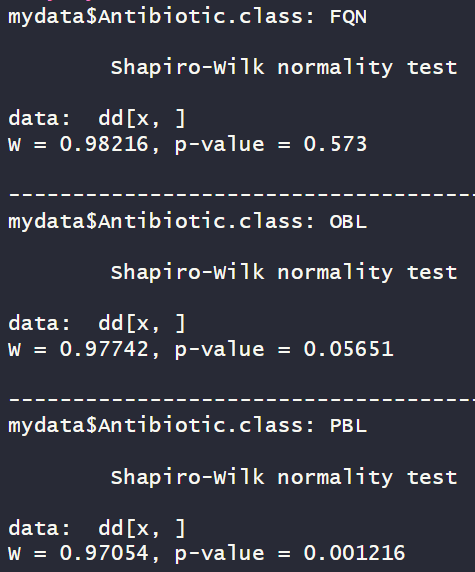 mydata$Antibiotic.class: FQN
Shapiro-Wilk normality test
data: dd[x, ]
W = 0.98216, p-value = 0.573
------------------------------------
mydata$Antibiotic.class: OBL
Shapiro-Wilk normality test
data: dd[x, ]
W = 0.97742, p-value = 0.05651
------------------------------------
mydata$Antibiotic.class: PBL
Shapiro-Wilk normality test
data: dd[x, ]
W = 0.97054, p-value = 0.001216